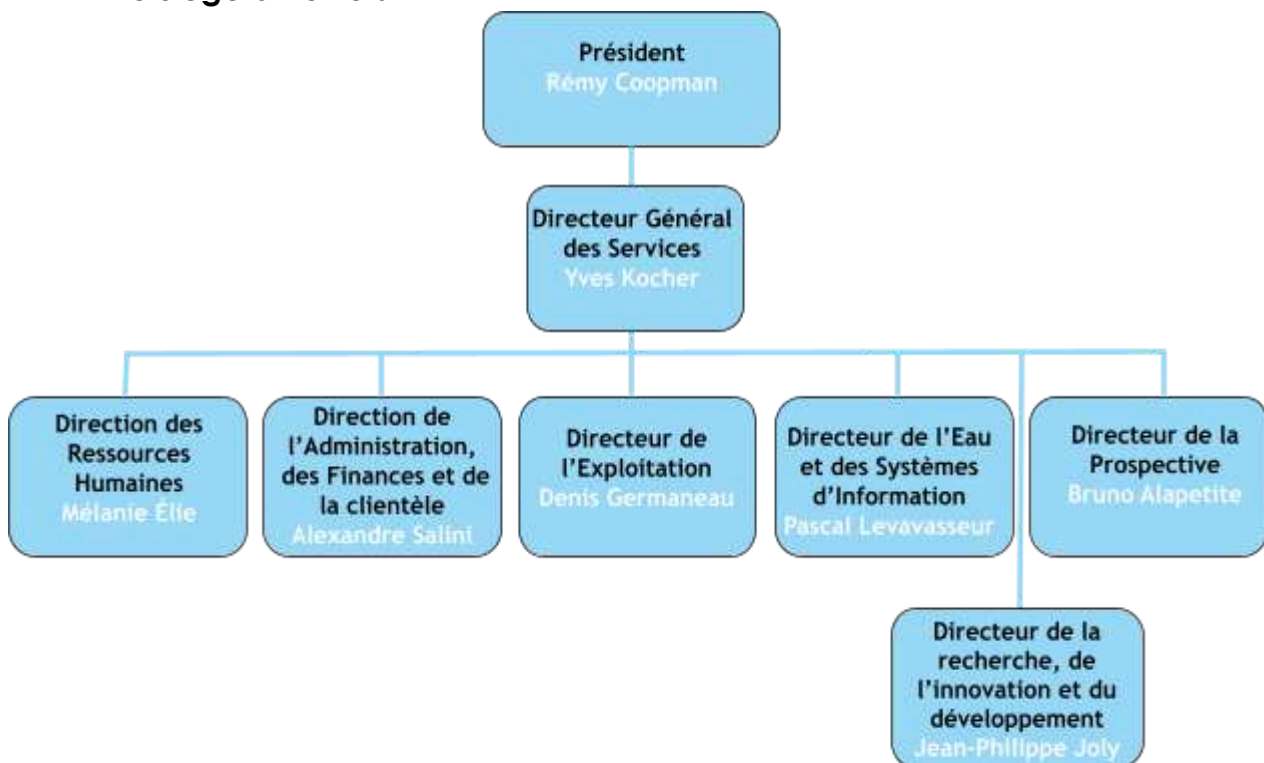 Président
Rémy Coopman
Directeur Général
des Services
Yves Kocher
Direction des
Ressources
Humaines
Mélanie Élie
Direction de
l'Administration,
des Finances et de
la clientèle
Alexandre Salini
Directeur de
l'Exploitation
Denis Germaneau
Directeur de l'Eau
et des Systèmes
d'Information
Pascal Levavasseur
Directeur de la
Prospective
Bruno Alapetite
Directeur de la
recherche, de
l'innovation et du
développement
Jean-Philippe Joly